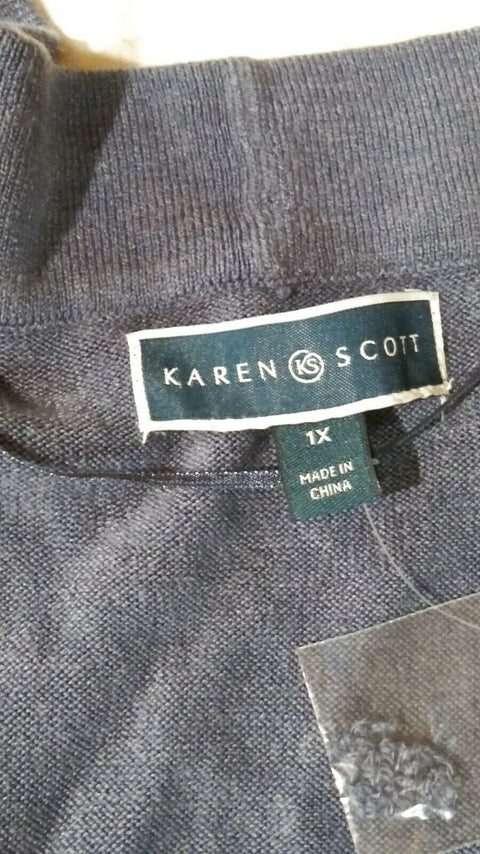 KAREN KS SCOTT
1X
MADE IN
CHINA